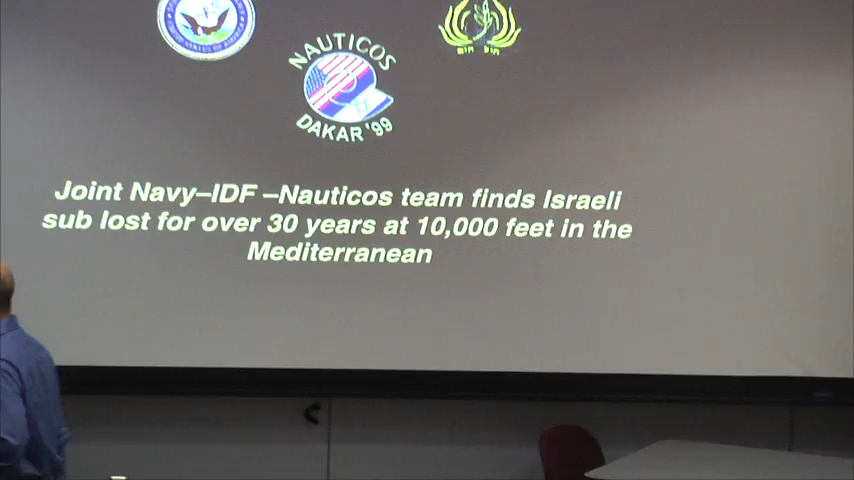 NAUTICOS
DAKAR '99
Joint Navy–IDF –Nauticos team finds Israeli
sub lost for over 30 years at 10,000 feet in the
Mediterranean